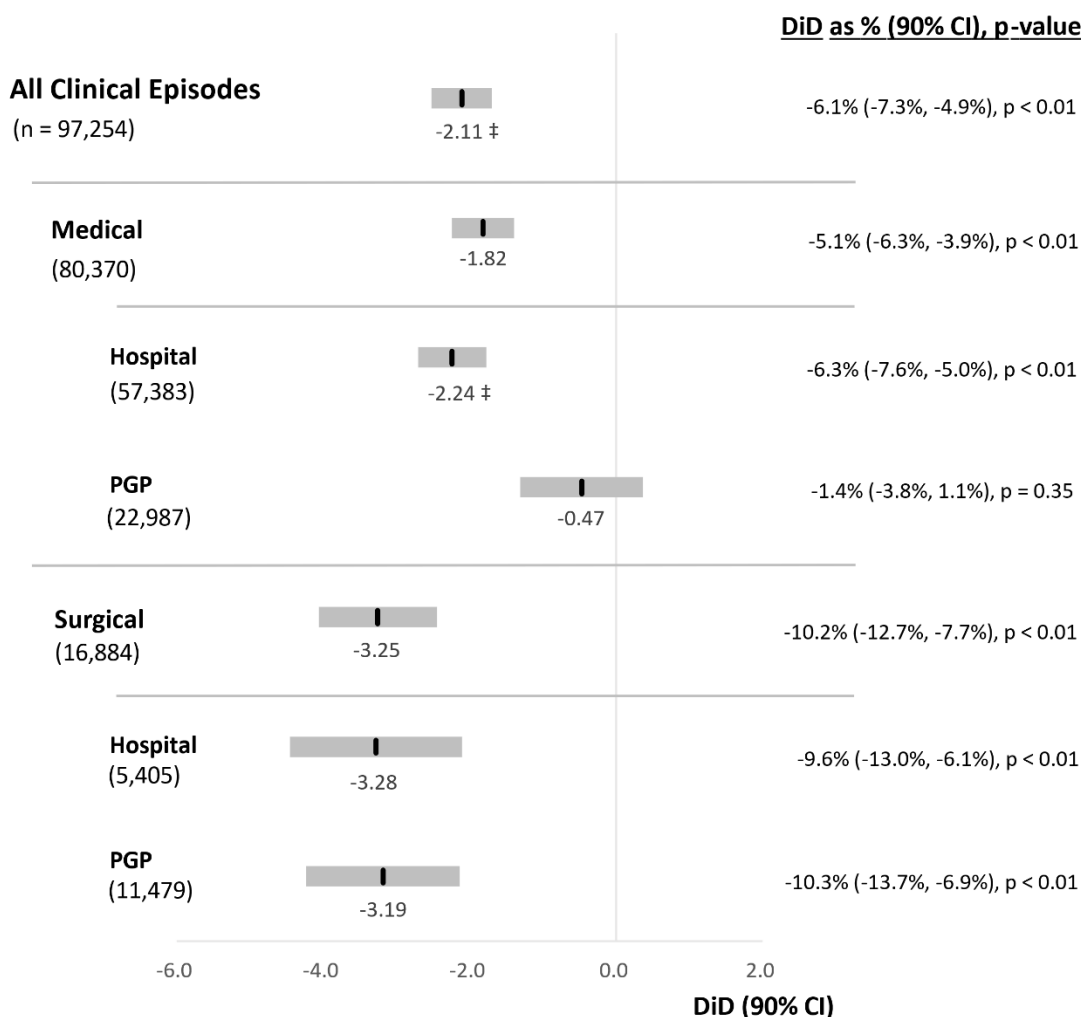 DiD as % (90% CI), p-value
All Clinical Episodes
(n = 97,254)
-2.11 ‡
-6.1% (-7.3%, -4.9%), p < 0.01
Medical
(80,370)
-1.82
-5.1% (-6.3%, -3.9%), p < 0.01
Hospital
(57,383)
-2.24 ‡
-6.3% (-7.6%, -5.0%), p < 0.01
PGP
(22,987)
-0.47
-1.4% (-3.8%, 1.1%), p = 0.35
Surgical
(16,884)
-3.25
-10.2% (-12.7%, -7.7%), p < 0.01
Hospital
(5,405)
-3.28
-9.6% (-13.0%, -6.1%), p < 0.01
PGP
(11,479)
-3.19
-10.3% (-13.7%, -6.9%), p < 0.01
-6.0 -4.0 -2.0 0.0 2.0
DiD (90% CI)